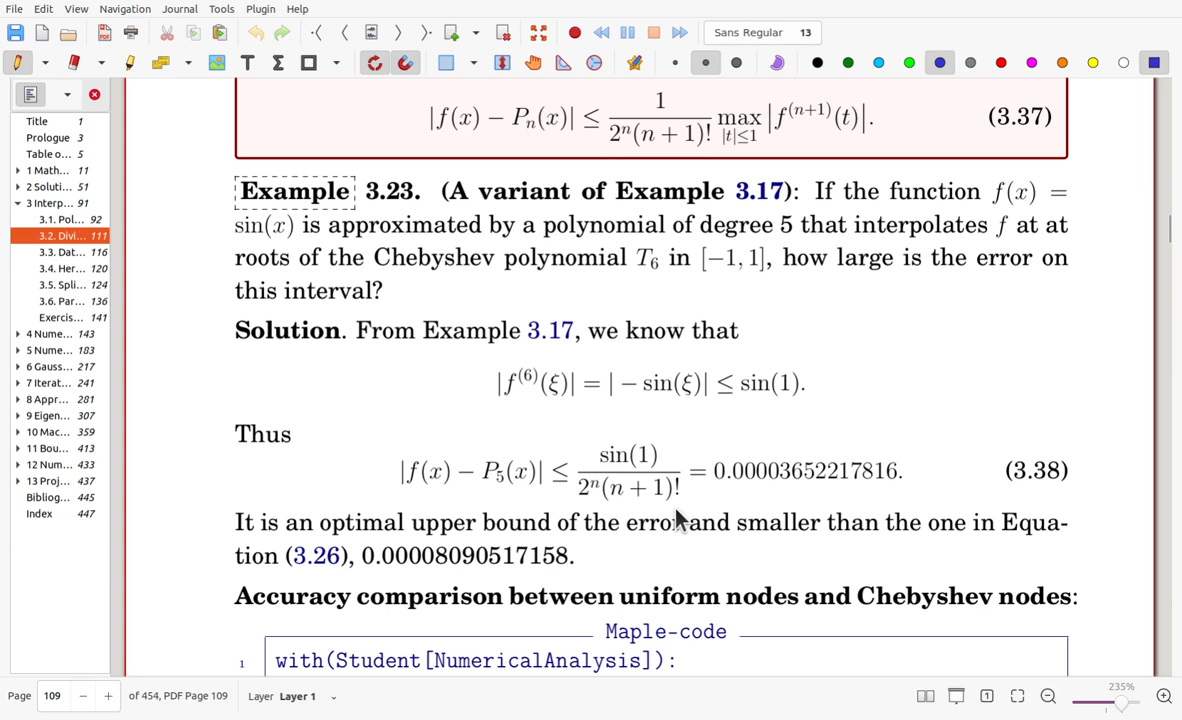 File Edit View Navigation Journal Tools Plugin Help
Sans Regular 13
Title 1
Prologue 3
Table o... 5
1 Math... 11
2 Soluti... 51
3 Interp... 91
3.1. Pol... 92
3.2. Divi... 111
3.3. Dat... 116
3.4. Her... 120
3.5. Spli... 124
3.6. Par... 136
Exercis... 141
4 Nume... 143
5 Nume... 183
6 Gauss... 217
7 Iterat... 241
8 Appr... 281
9 Eigen... 307
10 Mac... 359
11 Bou... 413
12 Num... 433
13 Proj... 437
Bibliog... 445
Index 447
|f(x) − Pₙ(x)| ≤ 1/(2ⁿ(n + 1)!) max_{|t|≤1} |f⁽ⁿ⁺¹⁾(t)|. (3.37)
Example 3.23. (A variant of Example 3.17): If the function f(x) =
sin(x) is approximated by a polynomial of degree 5 that interpolates f at at
roots of the Chebyshev polynomial T₆ in [−1, 1], how large is the error on
this interval?
Solution. From Example 3.17, we know that
|f⁽⁶⁾(ξ)| = | − sin(ξ)| ≤ sin(1).
Thus
|f(x) − P₅(x)| ≤ sin(1)/(2ⁿ(n + 1)!) = 0.00003652217816. (3.38)
It is an optimal upper bound of the error and smaller than the one in Equa-
tion (3.26), 0.00008090517158.
Accuracy comparison between uniform nodes and Chebyshev nodes:
Maple-code
1 with(Student[NumericalAnalysis]):
Page 109 − + of 454, PDF Page 109 Layer Layer 1 235%